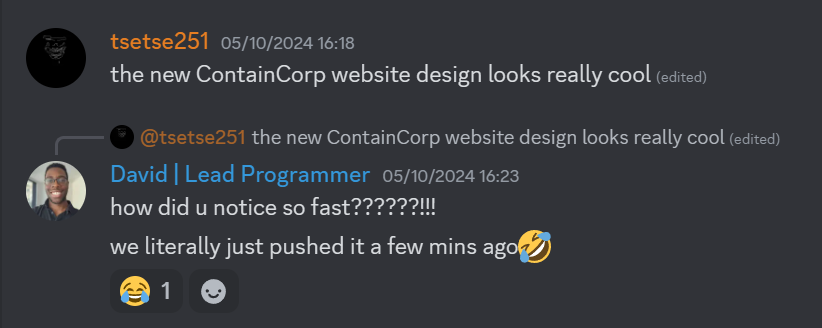 tsetse251 05/10/2024 16:18
the new ContainCorp website design looks really cool (edited)
@tsetse251 the new ContainCorp website design looks really cool (edited)
David | Lead Programmer 05/10/2024 16:23
how did u notice so fast??????!!!
we literally just pushed it a few mins ago🤣
😂 1